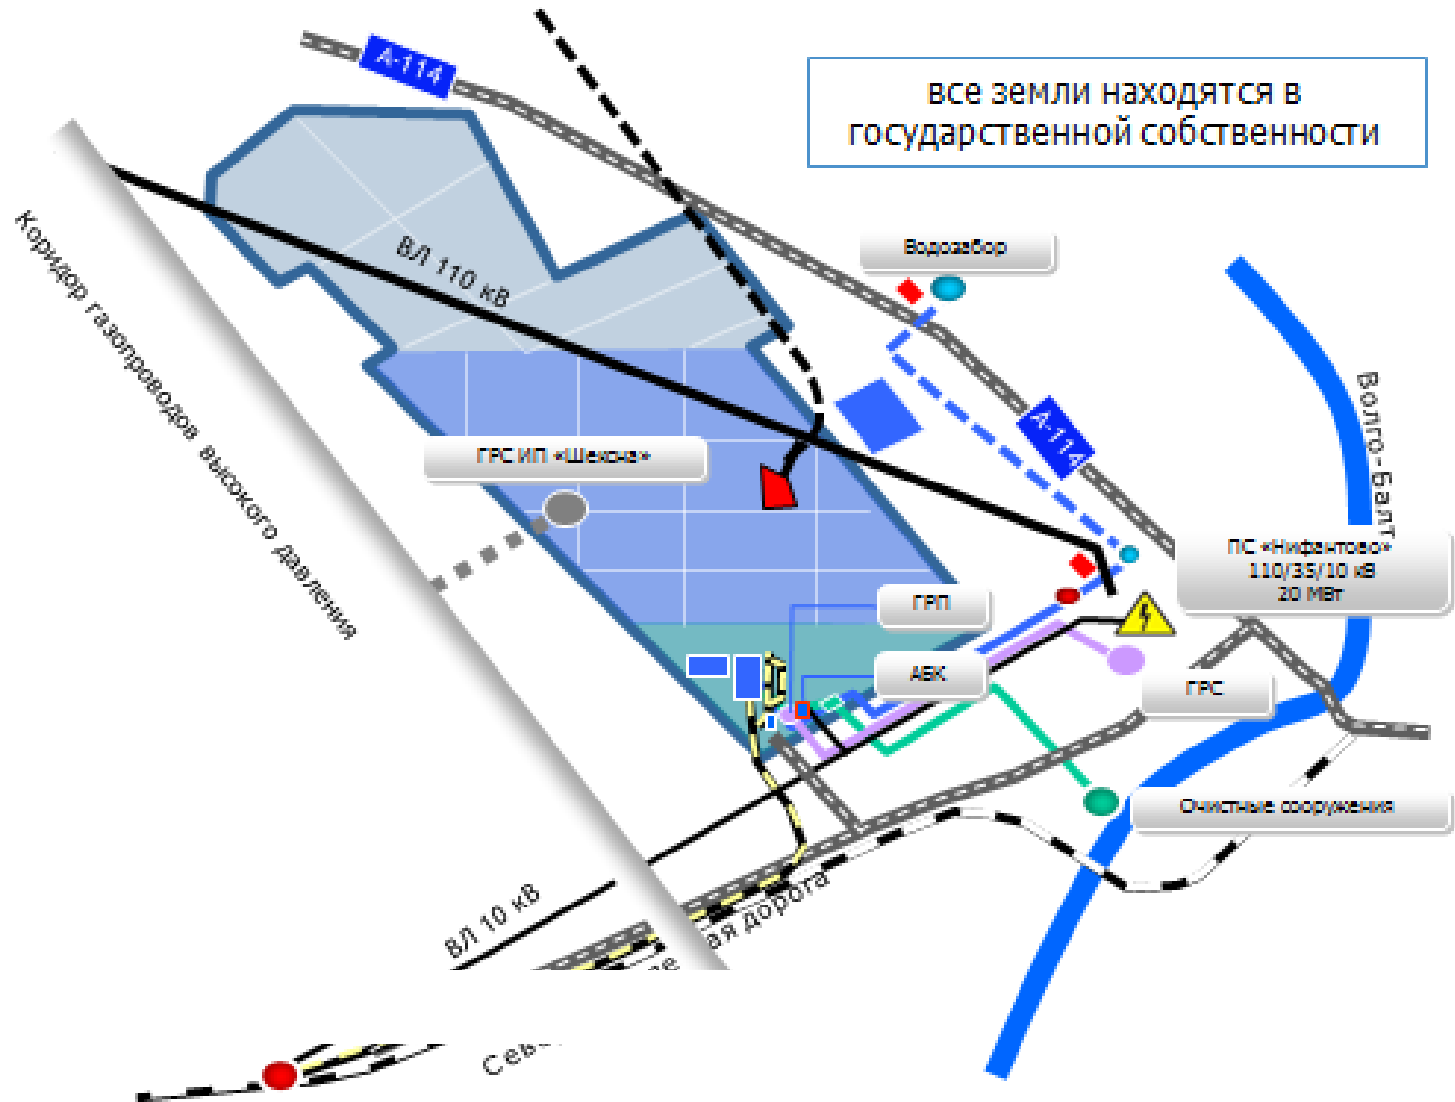 А-114
все земли находятся в
государственной собственности
Водозабор
ВЛ 110 кВ
Коридор газопроводов высокого давления
Волго-Балт
А-114
ГРС ИП «Шексна»
ПС «Нифантово»
110/35/10 кВ
20 МВт
ГРП
АБК
ГРС
Очистные сооружения
ВЛ 10 кВ
дорога